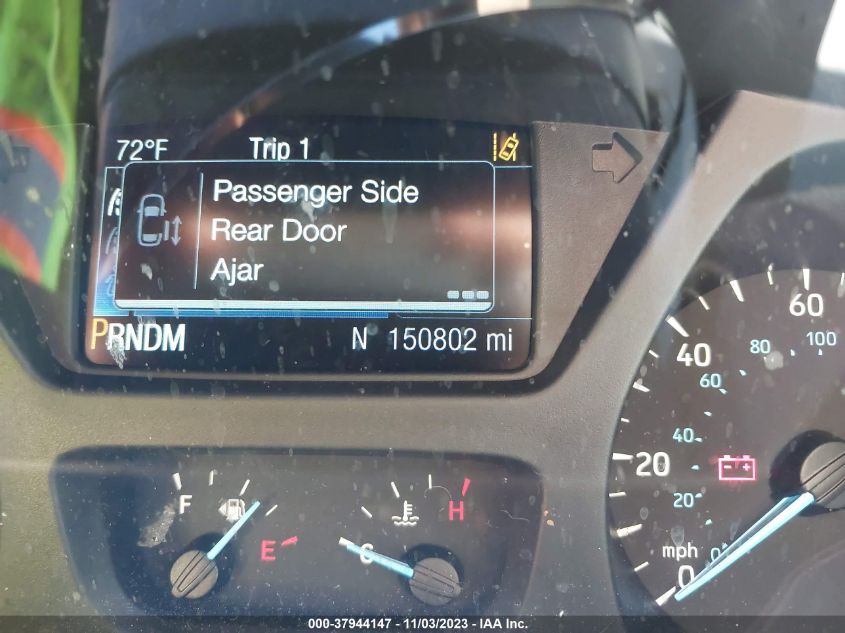 72°F Trip 1
Passenger Side
Rear Door
Ajar
PRNDM N 150802 mi
60
100
40 80
60
40
20
20
mph 0
0
F E
C H
000-37944147 - 11/03/2023 - IAA Inc.